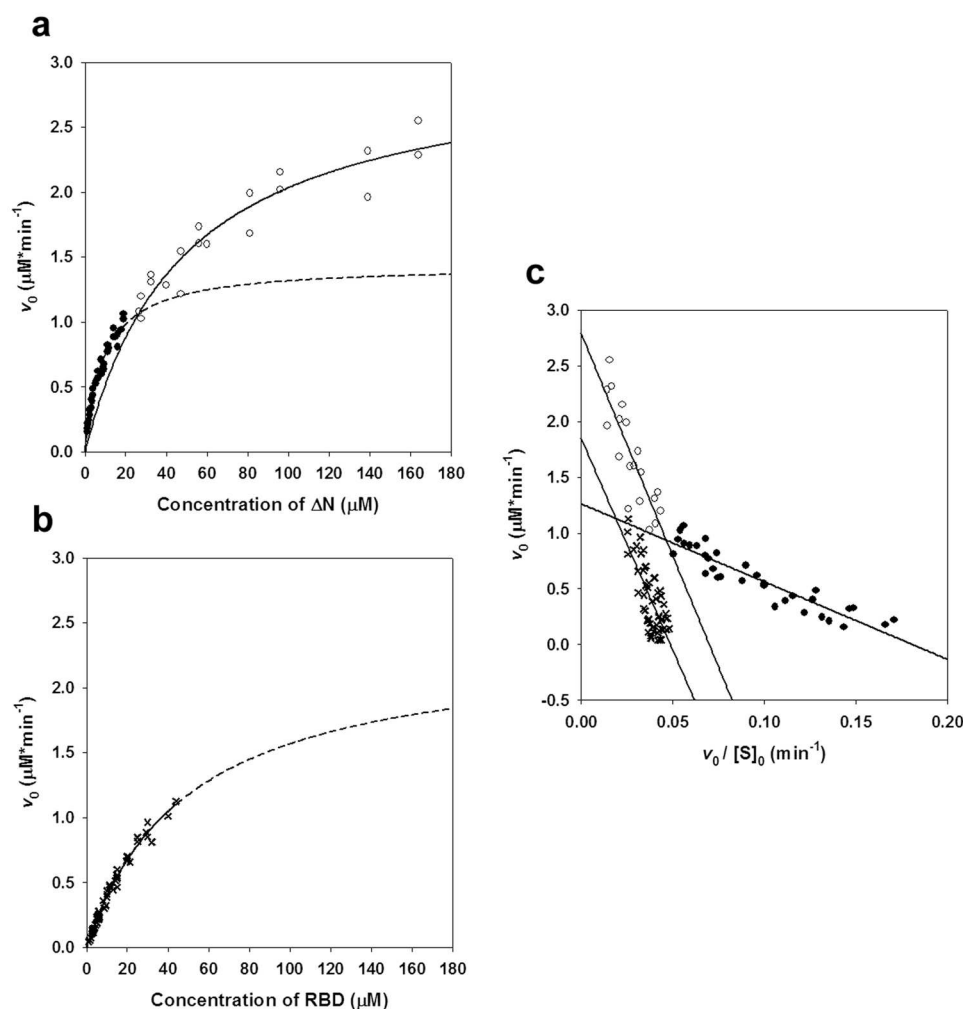 a
3.0
2.5
2.0
1.5
1.0
0.5
0.0
v₀ (µM*min⁻¹)
0 20 40 60 80 100 120 140 160 180
Concentration of ΔN (µM)
b
3.0
2.5
2.0
1.5
1.0
0.5
0.0
v₀ (µM*min⁻¹)
0 20 40 60 80 100 120 140 160 180
Concentration of RBD (µM)
c
3.0
2.5
2.0
1.5
1.0
0.5
0.0
-0.5
v₀ (µM*min⁻¹)
0.00 0.05 0.10 0.15 0.20
v₀ / [S]₀ (min⁻¹)